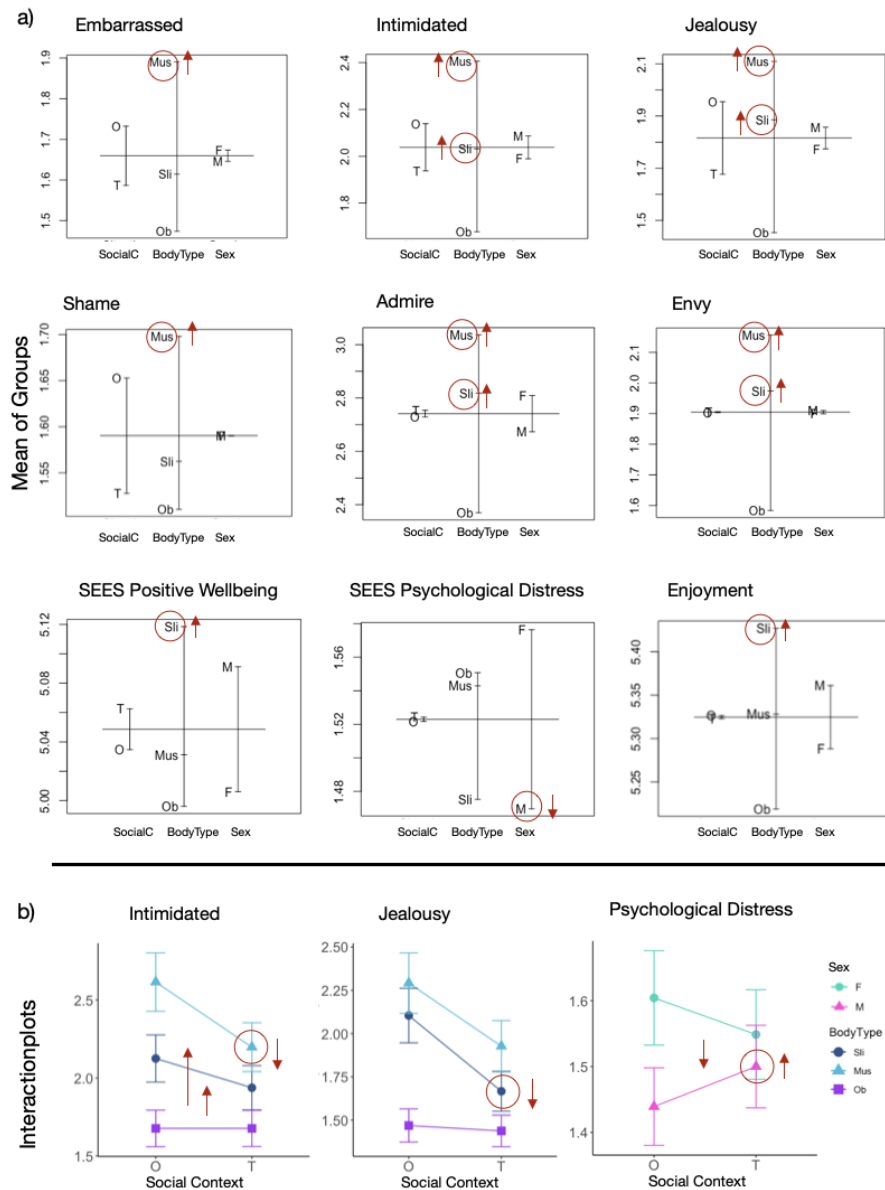 a)
Embarrassed Intimidated Jealousy
1.9 Mus 2.4 Mus 2.1 Mus
1.8 2.2 O 1.9 O Sli
1.7 O F M 2.0 M Sli T F 1.8 M F T
1.6 T Sli 1.8 1.7
1.5 Ob Ob 1.5 Ob
SocialC BodyType Sex SocialC BodyType Sex SocialC BodyType Sex
Mean of Groups
Shame Admire Envy
1.70 Mus 3.0 Mus 2.1 Mus
1.65 O 2.8 Sli F 2.0 Sli
1.60 M T O M 1.9 T O M
1.55 Sli T 2.6 1.8 1.7
Ob 2.4 Ob 1.6 Ob
SocialC BodyType Sex SocialC BodyType Sex SocialC BodyType Sex
SEES Positive Wellbeing SEES Psychological Distress Enjoyment
5.12 Sli F Sli
5.08 M 1.56 Ob Mus 5.40 M
5.04 T O Mus 1.52 T O 5.35 5.30 Mus F
5.00 F Ob 1.48 Sli M 5.25 Ob
SocialC BodyType Sex SocialC BodyType Sex SocialC BodyType Sex
b)
Intimidated Jealousy Psychological Distress
Interactionplots
2.5 2.50 1.6
2.0 2.25 1.5
1.5 2.00 1.4
1.75
1.50
O T O T O T
Social Context Social Context Social Context
Sex
F
M
BodyType
Sli
Mus
Ob